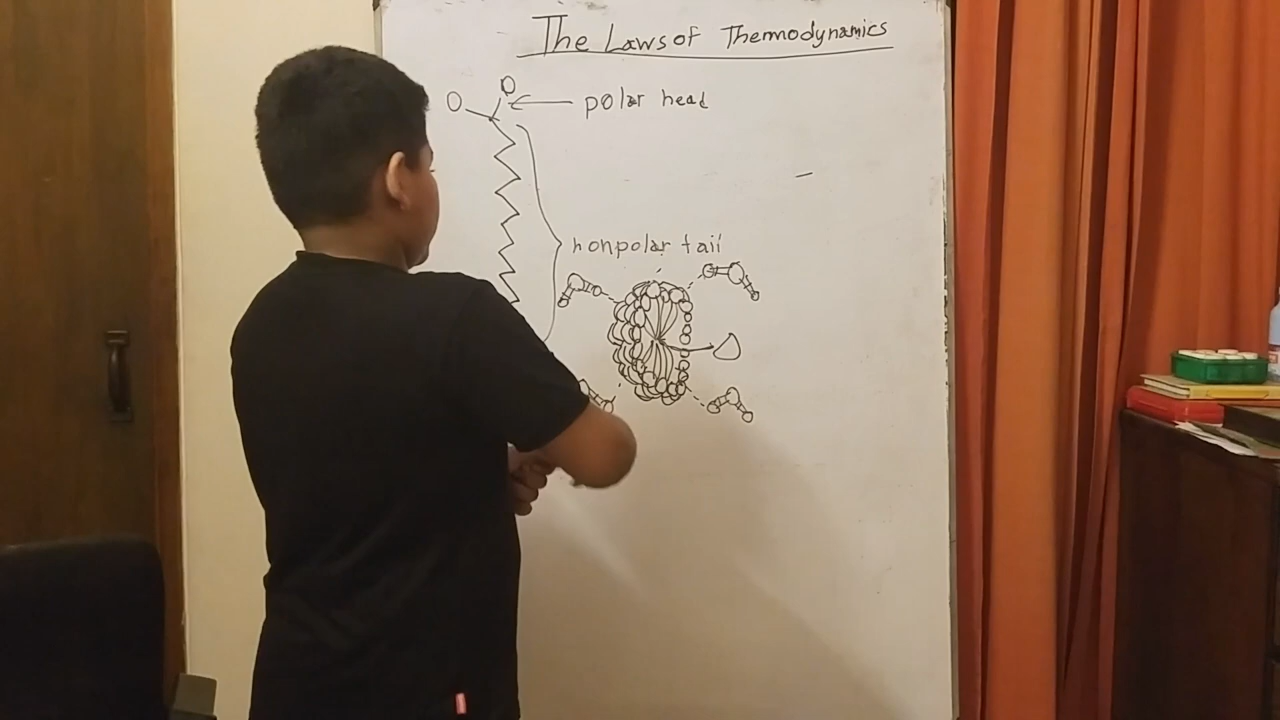 The Laws of Thermodynamics
O
O
polar head
nonpolar tail